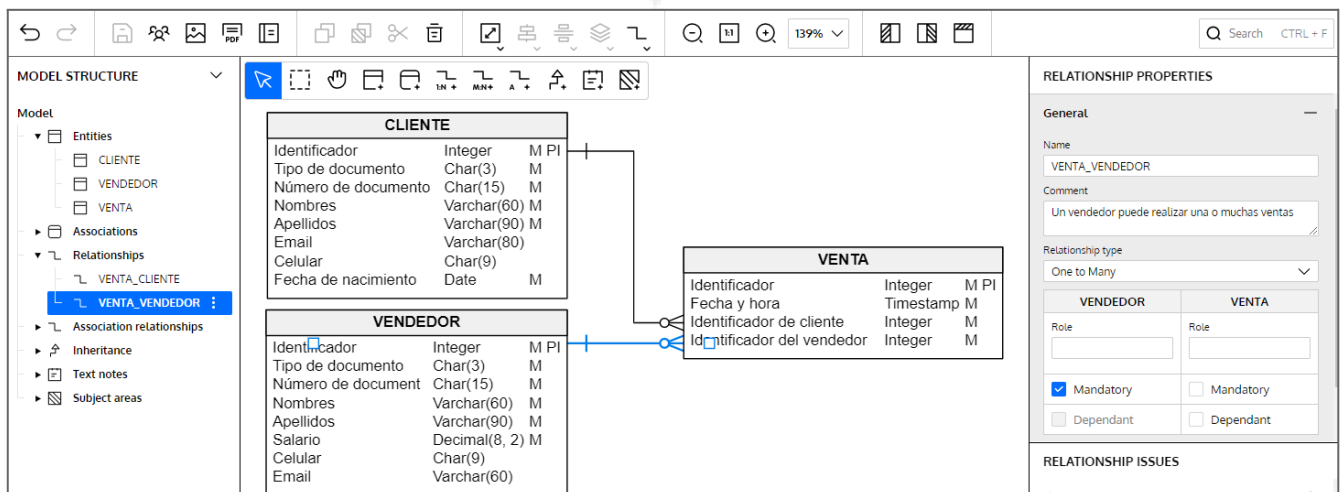 PDF
1:1
139%
Search CTRL + F
MODEL STRUCTURE
Model
Entities
CLIENTE
VENDEDOR
VENTA
Associations
Relationships
VENTA_CLIENTE
VENTA_VENDEDOR
Association relationships
Inheritance
Text notes
Subject areas
1:N
M:N
A
CLIENTE
Identificador Integer M PI
Tipo de documento Char(3) M
Número de documento Char(15) M
Nombres Varchar(60) M
Apellidos Varchar(90) M
Email Varchar(80)
Celular Char(9)
Fecha de nacimiento Date M
VENDEDOR
Identificador Integer M PI
Tipo de documento Char(3) M
Número de document Char(15) M
Nombres Varchar(60) M
Apellidos Varchar(90) M
Salario Decimal(8, 2) M
Celular Char(9)
Email Varchar(60)
VENTA
Identificador Integer M PI
Fecha y hora Timestamp M
Identificador de cliente Integer M
Identificador del vendedor Integer M
RELATIONSHIP PROPERTIES
General
Name
VENTA_VENDEDOR
Comment
Un vendedor puede realizar una o muchas ventas
Relationship type
One to Many
VENDEDOR VENTA
Role Role
Mandatory Mandatory
Dependant Dependant
RELATIONSHIP ISSUES